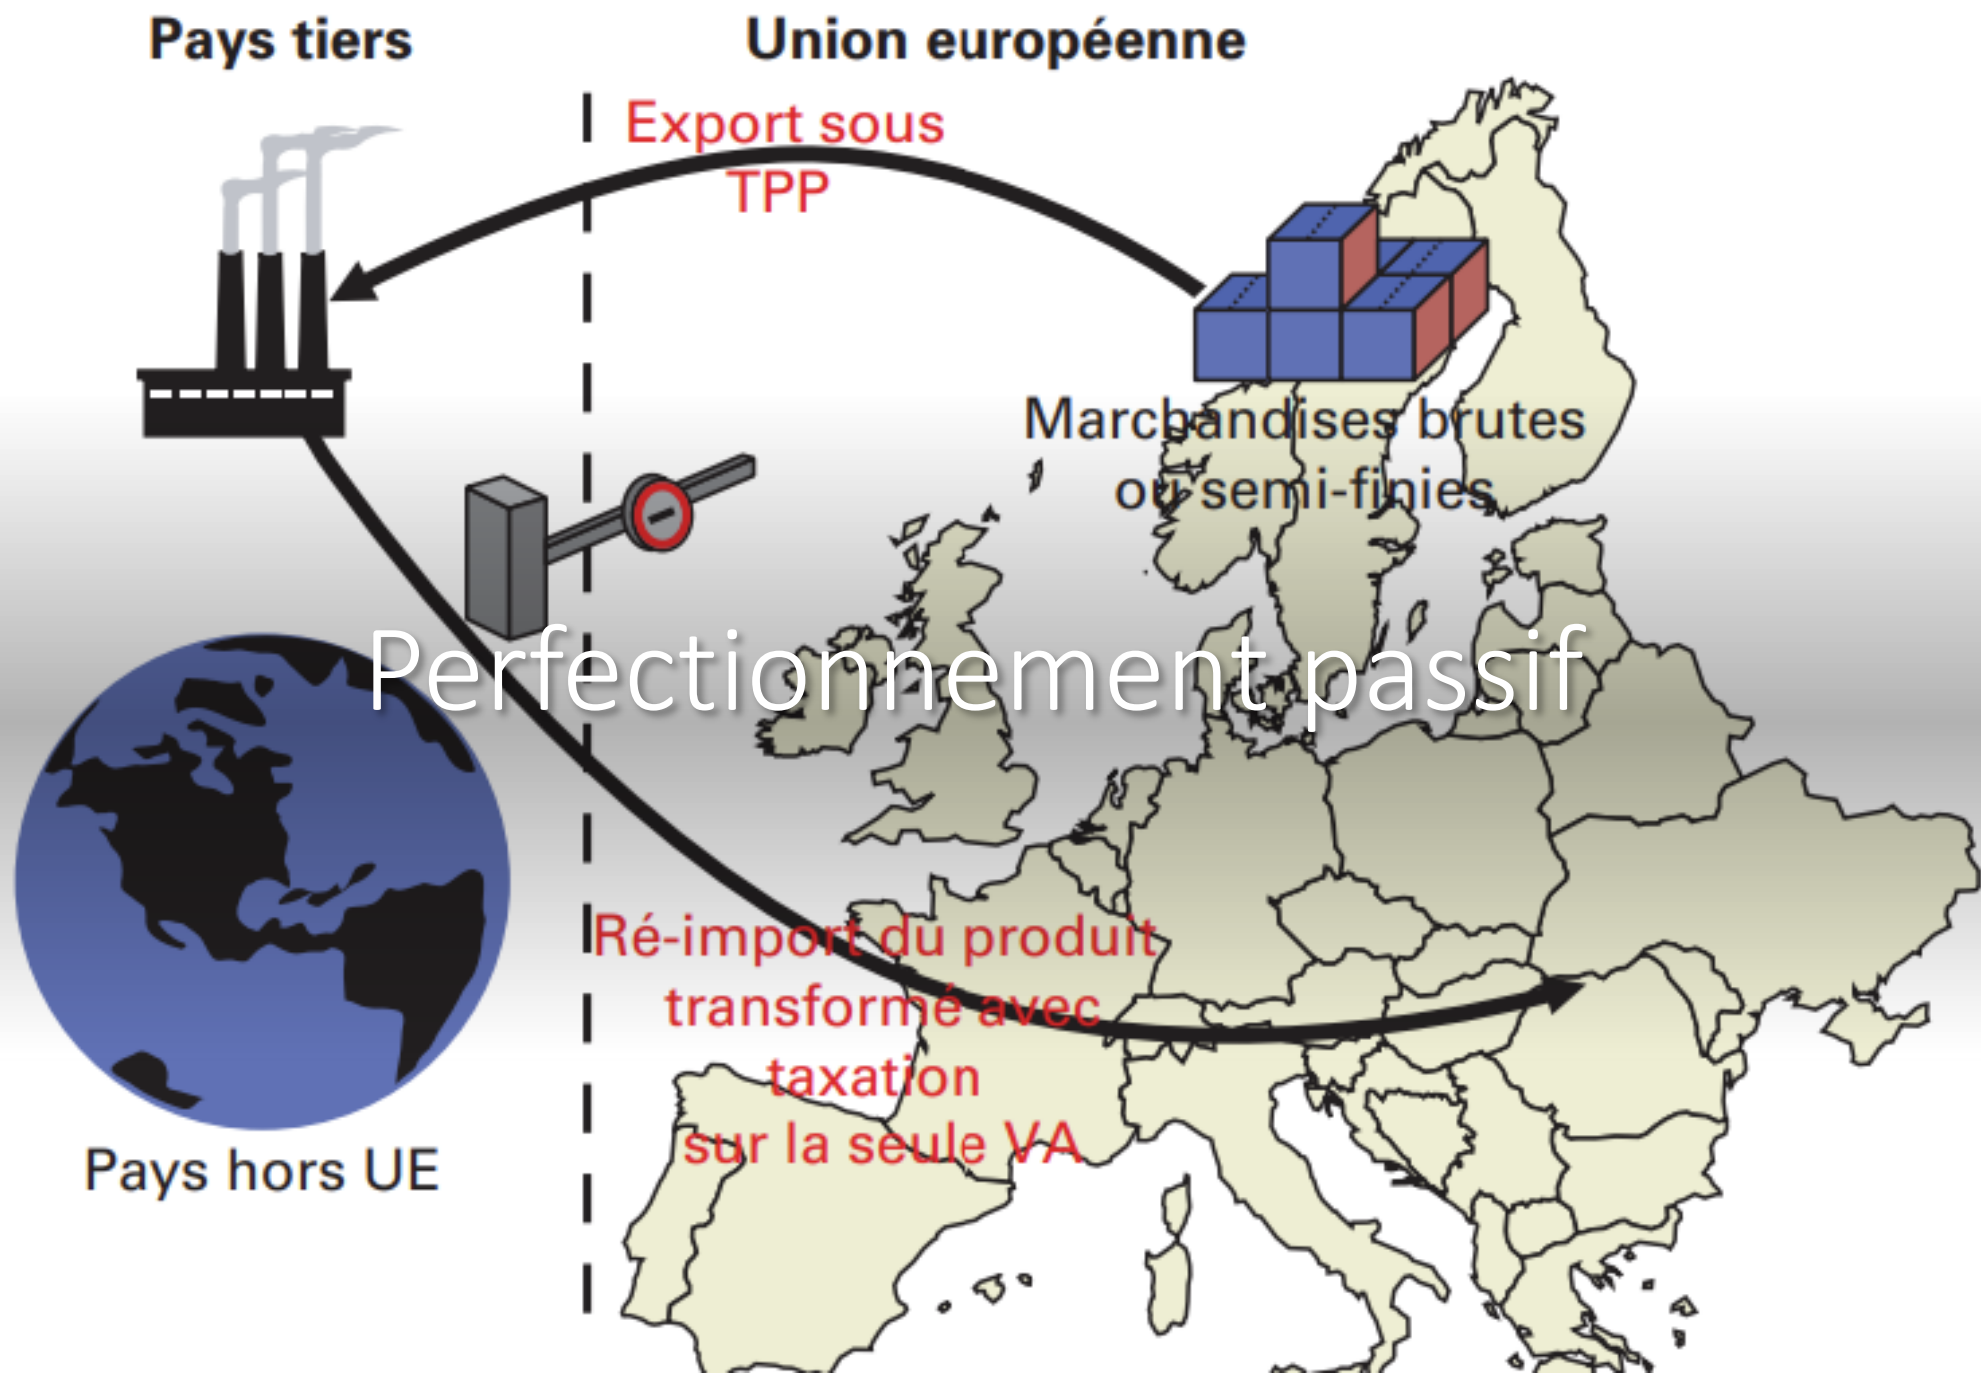 Pays tiers
Union européenne
Export sous
TPP
Marchandises brutes
ou semi-finies
Perfectionnement passif
Ré-import du produit
transformé avec
taxation
sur la seule VA
Pays hors UE